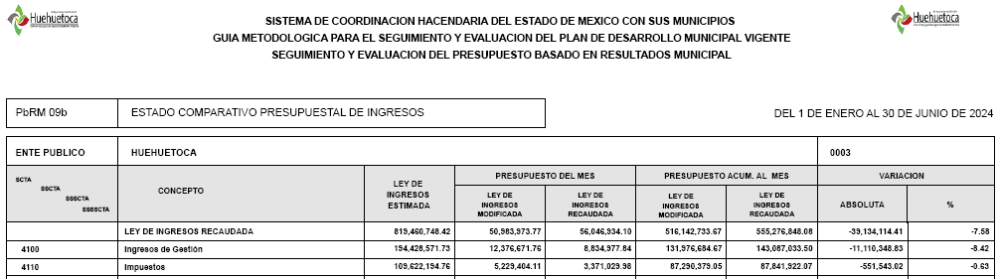 Huehuetoca
Huehuetoca
SISTEMA DE COORDINACION HACENDARIA DEL ESTADO DE MEXICO CON SUS MUNICIPIOS
GUIA METODOLOGICA PARA EL SEGUIMIENTO Y EVALUACION DEL PLAN DE DESARROLLO MUNICIPAL VIGENTE
SEGUIMIENTO Y EVALUACION DEL PRESUPUESTO BASADO EN RESULTADOS MUNICIPAL
PbRM 09b ESTADO COMPARATIVO PRESUPUESTAL DE INGRESOS
DEL 1 DE ENERO AL 30 DE JUNIO DE 2024
ENTE PUBLICO HUEHUETOCA 0003
SCTA
SSCTA
SSSCTA
SSSSCTA
CONCEPTO
LEY DE
INGRESOS
ESTIMADA
PRESUPUESTO DEL MES
LEY DE
INGRESOS
MODIFICADA
LEY DE
INGRESOS
RECAUDADA
PRESUPUESTO ACUM. AL MES
LEY DE
INGRESOS
MODIFICADA
LEY DE
INGRESOS
RECAUDADA
VARIACION
ABSOLUTA
%
LEY DE INGRESOS RECAUDADA 819,460,748.42 50,983,973.77 56,046,934.10 516,142,733.67 555,276,848.08 -39,134,114.41 -7.58
4100 Ingresos de Gestión 194,428,571.73 12,376,671.76 8,834,977.84 131,976,684.67 143,087,033.50 -11,110,348.83 -8.42
4110 Impuestos 109,622,194.76 5,229,404.11 3,371,029.98 87,290,379.05 87,841,922.07 -551,543.02 -0.63